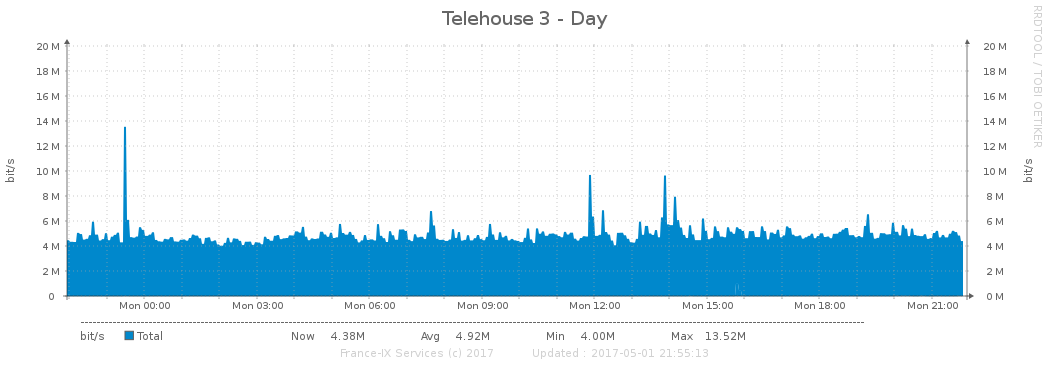 Telehouse 3 - Day
RRDTOOL / TOBI OETIKER
bit/s
bit/s
20 M 20 M
18 M 18 M
16 M 16 M
14 M 14 M
12 M 12 M
10 M 10 M
8 M 8 M
6 M 6 M
4 M 4 M
2 M 2 M
0 0 M
Mon 00:00 Mon 03:00 Mon 06:00 Mon 09:00 Mon 12:00 Mon 15:00 Mon 18:00 Mon 21:00
bit/s Total Now 4.38M Avg 4.92M Min 4.00M Max 13.52M
France-IX Services (c) 2017 Updated : 2017-05-01 21:55:13